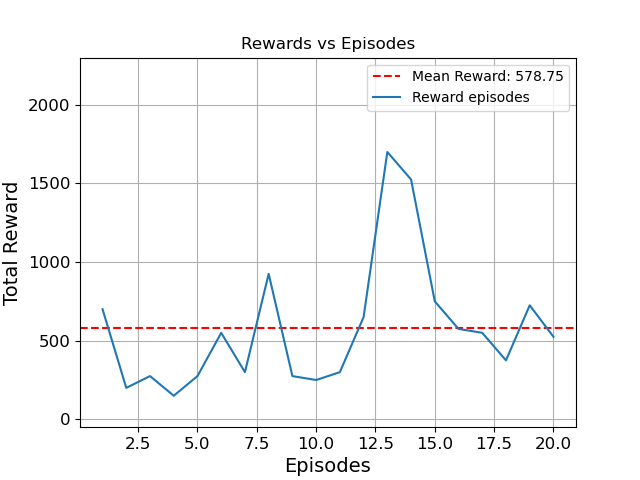 Rewards vs Episodes
Mean Reward: 578.75
Reward episodes
Total Reward
2000
1500
1000
500
0
2.5 5.0 7.5 10.0 12.5 15.0 17.5 20.0
Episodes